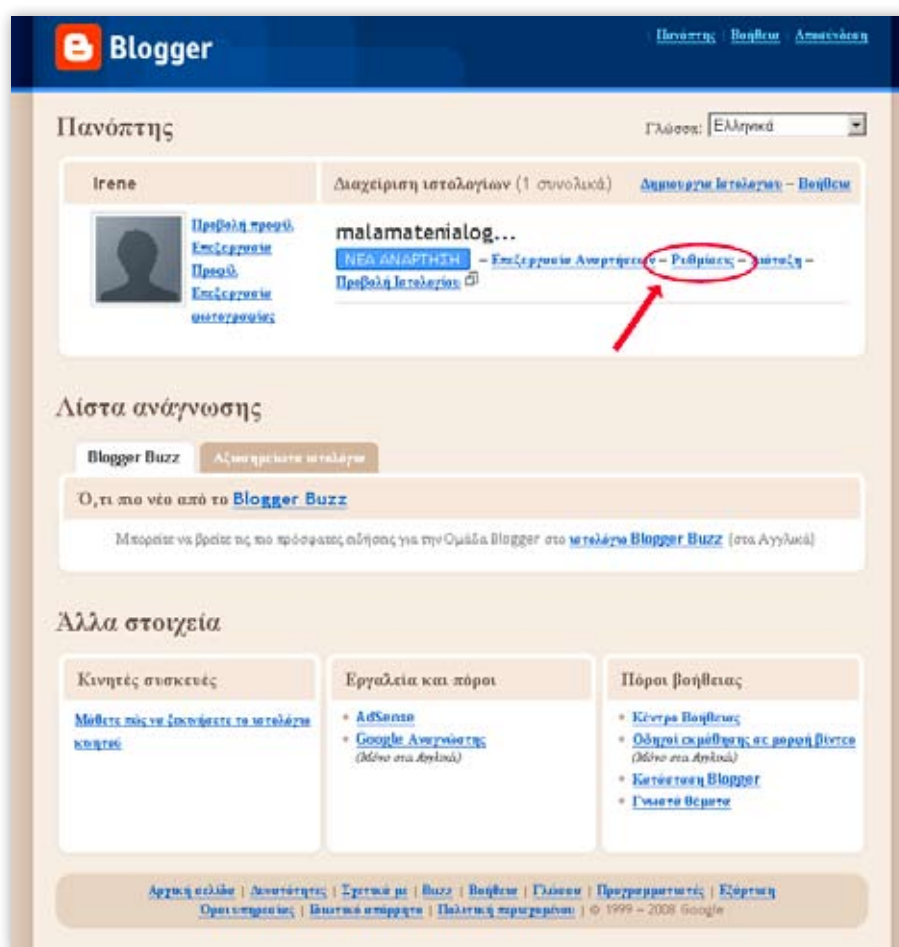 Blogger
Πανόπτης Βοήθεια Αποσύνδεση
Πανόπτης
Γλώσσα: Ελληνικά
Irene
Προβολή προφίλ
Επεξεργασία
Προφίλ
Επεξεργασία
φωτογραφίας
Διαχείριση ιστολογίων (1 συνολικά) Δημιουργία Ιστολογίου – Βοήθεια
malamatenialog...
ΝΕΑ ΑΝΑΡΤΗΣΗ – Επεξεργασία Αναρτήσεων – Ρυθμίσεις – Διάταξη –
Προβολή Ιστολογίου
Λίστα ανάγνωσης
Blogger Buzz Αξιοσημείωτα ιστολόγια
Ό,τι πιο νέο από το Blogger Buzz
Μπορείτε να βρείτε τις πιο πρόσφατες ειδήσεις για την Ομάδα Blogger στο ιστολόγιο Blogger Buzz (στα Αγγλικά)
Άλλα στοιχεία
Κινητές συσκευές
Μάθετε πώς να ξεκινήσετε το ιστολόγιο
κινητού
Εργαλεία και πόροι
AdSense
Google Αναγνώστης
(Μόνο στα Αγγλικά)
Πόροι βοήθειας
Κέντρο Βοήθειας
Οδηγοί εκμάθησης σε μορφή βίντεο
(Μόνο στα Αγγλικά)
Κατάσταση Blogger
Γνωστά θέματα
Αρχική σελίδα | Δυνατότητες | Σχετικά με | Buzz | Βοήθεια | Γλώσσα | Προγραμματιστές | Εξάρτυση
Όροι υπηρεσίας | Ιδιωτικό απόρρητο | Πολιτική περιεχομένου | © 1999 – 2008 Google